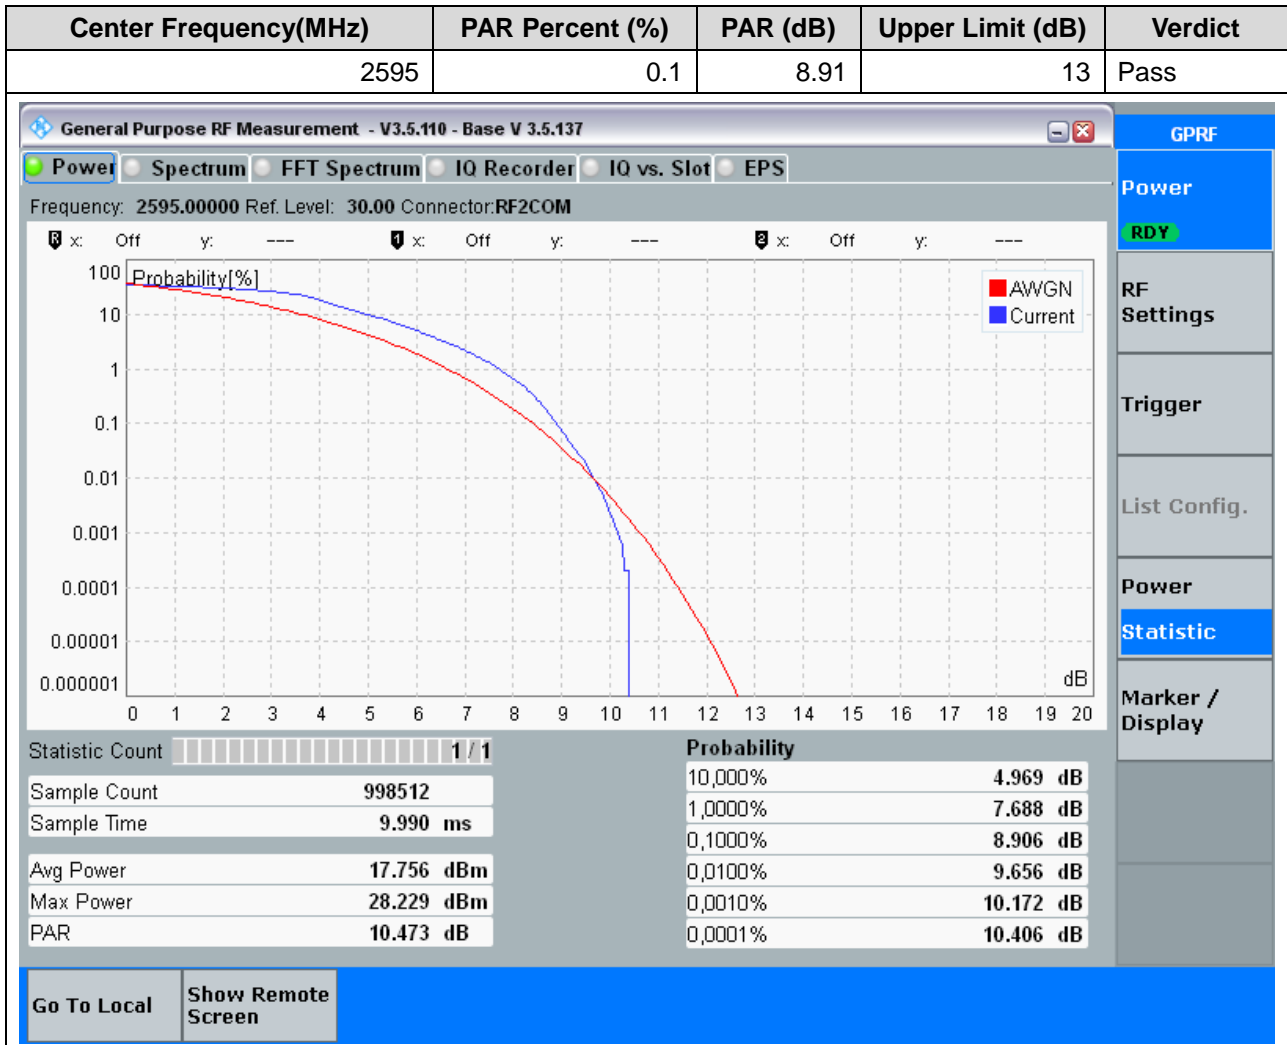 Center Frequency(MHz) PAR Percent (%) PAR (dB) Upper Limit (dB) Verdict
2595 0.1 8.91 13 Pass
General Purpose RF Measurement - V3.5.110 - Base V 3.5.137
GPRF
Power Spectrum FFT Spectrum IQ Recorder IQ vs. Slot EPS
Power
RDY
Frequency: 2595.00000 Ref. Level: 30.00 Connector:RF2COM
R x: Off y: --- 1 x: Off y: --- 2 x: Off y: ---
100 Probability[%]
AWGN
Current
10
1
0.1
0.01
0.001
0.0001
0.00001
0.000001
dB
0 1 2 3 4 5 6 7 8 9 10 11 12 13 14 15 16 17 18 19 20
RF
Settings
Trigger
List Config.
Power
Statistic
Marker /
Display
Statistic Count 1 / 1
Sample Count 998512
Sample Time 9.990 ms
Avg Power 17.756 dBm
Max Power 28.229 dBm
PAR 10.473 dB
Probability
10,000% 4.969 dB
1,0000% 7.688 dB
0,1000% 8.906 dB
0,0100% 9.656 dB
0,0010% 10.172 dB
0,0001% 10.406 dB
Go To Local
Show Remote
Screen